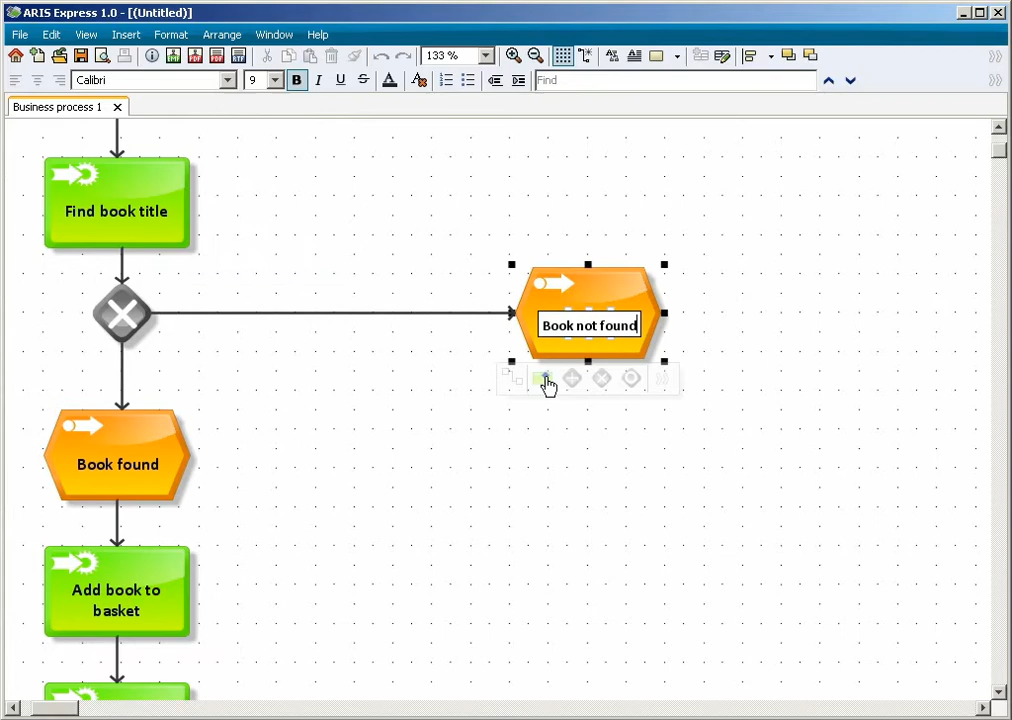 ARIS Express 1.0 - [(Untitled)]
File Edit View Insert Format Arrange Window Help
133 %
Calibri 9 B I U S A Find
Business process 1
Find book title
Book not found
Book found
Add book to
basket